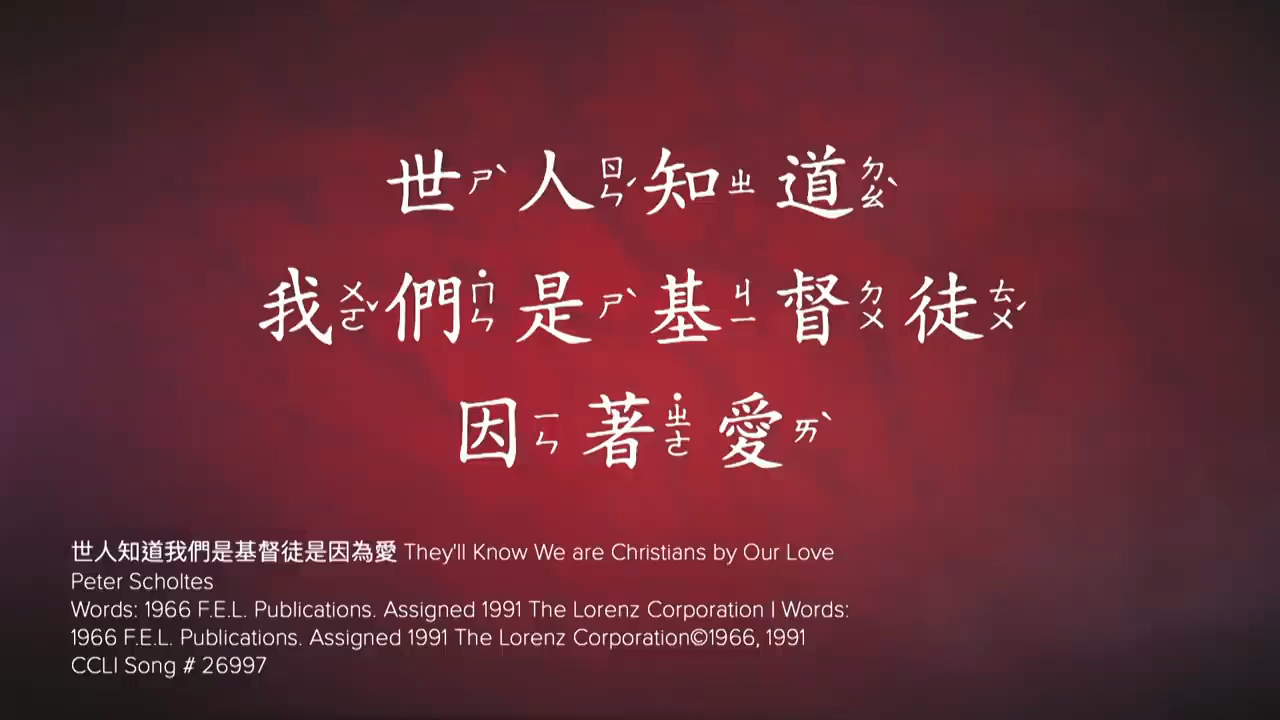 世ㄕˋ人ㄖㄣˊ知ㄓ道ㄉㄠˋ
我ㄨㄛˇ們˙ㄇㄣ是ㄕˋ基ㄐㄧ督ㄉㄨ徒ㄊㄨˊ
因ㄧㄣ著˙ㄓㄜ愛ㄞˋ
世人知道我們是基督徒是因為愛 They'll Know We are Christians by Our Love
Peter Scholtes
Words: 1966 F.E.L. Publications. Assigned 1991 The Lorenz Corporation | Words:
1966 F.E.L. Publications. Assigned 1991 The Lorenz Corporation©1966, 1991
CCLI Song # 26997